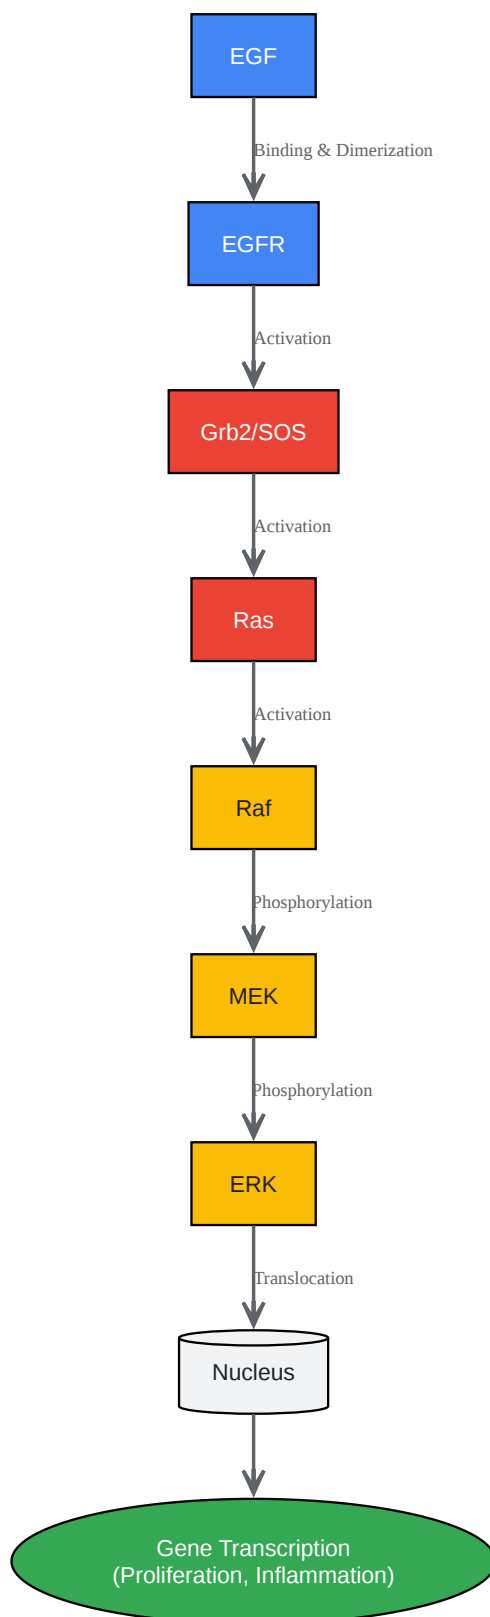 EGF
Binding & Dimerization
EGFR
Activation
Grb2/SOS
Activation
Ras
Activation
Raf
Phosphorylation
MEK
Phosphorylation
ERK
Translocation
Nucleus
Gene Transcription
(Proliferation, Inflammation)